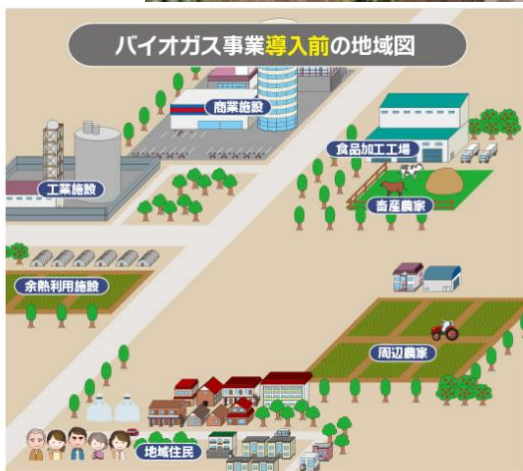 バイオガス事業導入前の地域図
商業施設
食品加工工場
工業施設
畜産農家
余熱利用施設
周辺農家
地域住民